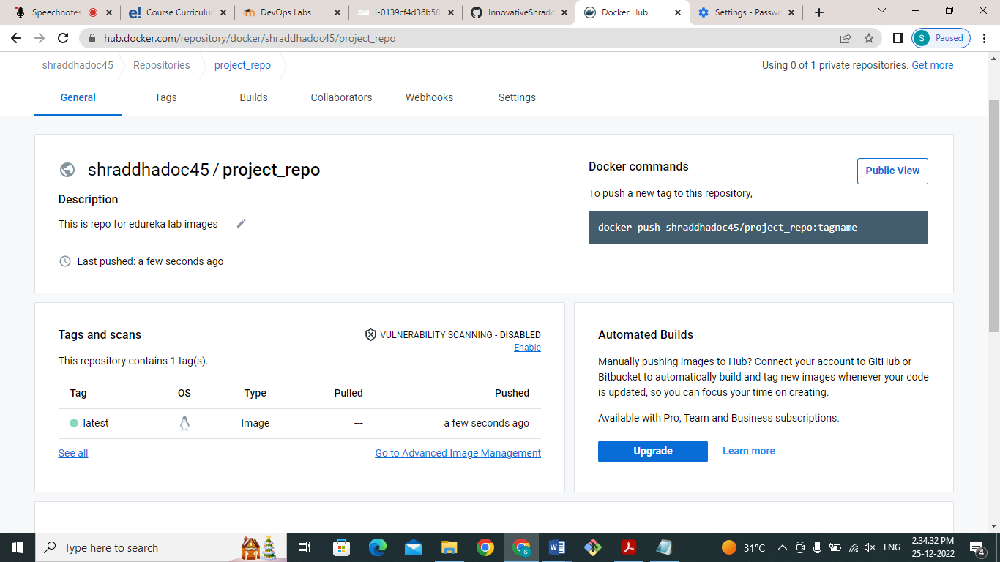 Speechnotes
Course Curriculur
DevOps Labs
i-0139cf4d36b58
InnovativeShradd
Docker Hub
Settings - Passwo
hub.docker.com/repository/docker/shraddhadoc45/project_repo
S Paused
shraddhadoc45 Repositories project_repo
Using 0 of 1 private repositories. Get more
General Tags Builds Collaborators Webhooks Settings
shraddhadoc45 / project_repo
Description
This is repo for edureka lab images
Last pushed: a few seconds ago
Docker commands
Public View
To push a new tag to this repository,
docker push shraddhadoc45/project_repo:tagname
Tags and scans
VULNERABILITY SCANNING - DISABLED
Enable
This repository contains 1 tag(s).
Tag OS Type Pulled Pushed
latest Image --- a few seconds ago
See all
Go to Advanced Image Management
Automated Builds
Manually pushing images to Hub? Connect your account to GitHub or
Bitbucket to automatically build and tag new images whenever your code
is updated, so you can focus your time on creating.
Available with Pro, Team and Business subscriptions.
Upgrade
Learn more
Type here to search
31°C
ENG
2.34.32 PM
25-12-2022
4